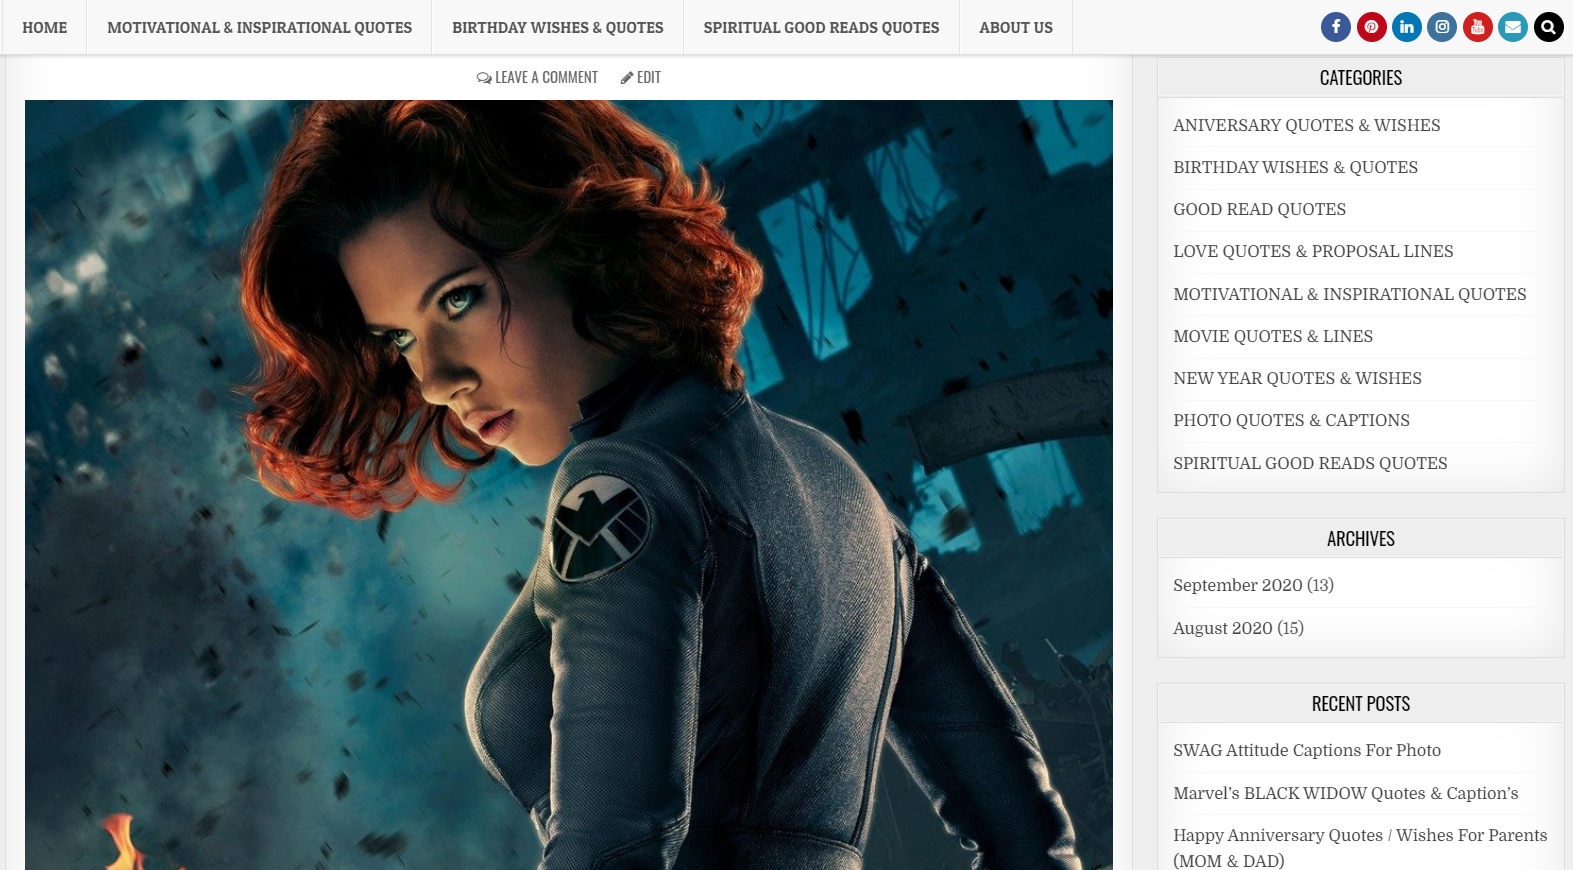 HOME
MOTIVATIONAL & INSPIRATIONAL QUOTES
BIRTHDAY WISHES & QUOTES
SPIRITUAL GOOD READS QUOTES
ABOUT US
LEAVE A COMMENT
EDIT
CATEGORIES
ANIVERSARY QUOTES & WISHES
BIRTHDAY WISHES & QUOTES
GOOD READ QUOTES
LOVE QUOTES & PROPOSAL LINES
MOTIVATIONAL & INSPIRATIONAL QUOTES
MOVIE QUOTES & LINES
NEW YEAR QUOTES & WISHES
PHOTO QUOTES & CAPTIONS
SPIRITUAL GOOD READS QUOTES
ARCHIVES
September 2020 (13)
August 2020 (15)
RECENT POSTS
SWAG Attitude Captions For Photo
Marvel’s BLACK WIDOW Quotes & Caption’s
Happy Anniversary Quotes / Wishes For Parents
(MOM & DAD)